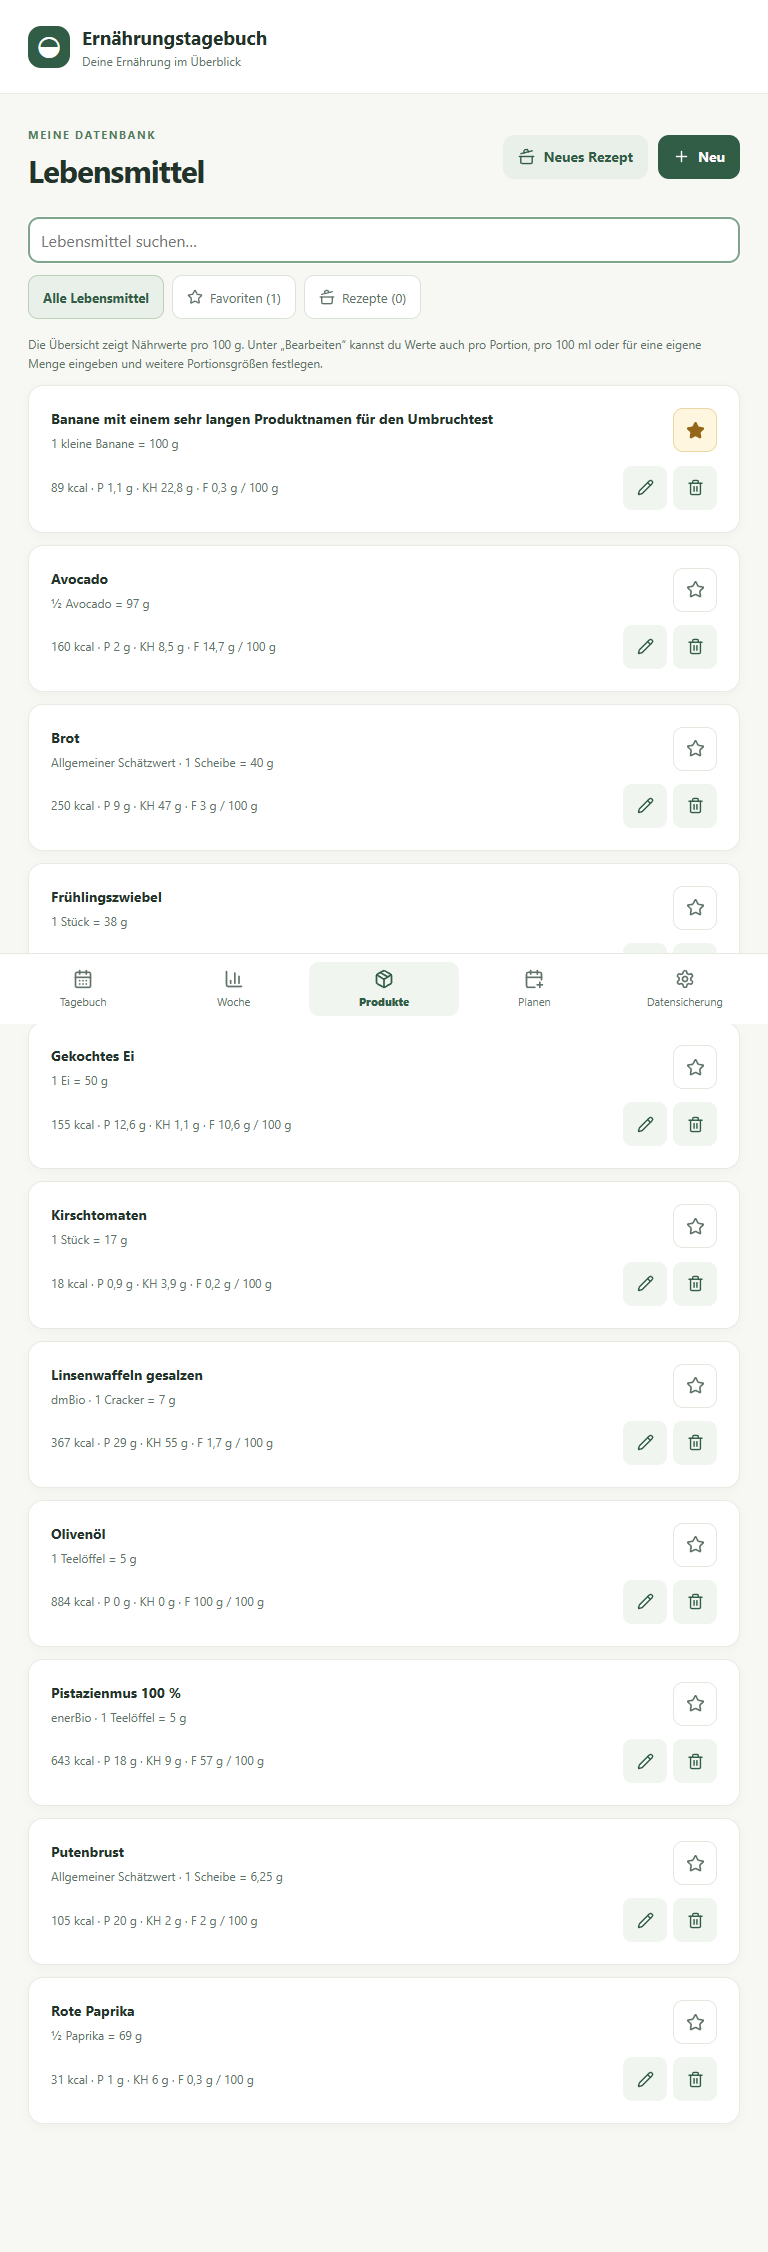 Ernährungstagebuch
Deine Ernährung im Überblick
MEINE DATENBANK
Lebensmittel
Neues Rezept
Neu
Lebensmittel suchen...
Alle Lebensmittel
Favoriten (1)
Rezepte (0)
Die Übersicht zeigt Nährwerte pro 100 g. Unter „Bearbeiten“ kannst du Werte auch pro Portion, pro 100 ml oder für eine eigene
Menge eingeben und weitere Portionsgrößen festlegen.
Banane mit einem sehr langen Produktnamen für den Umbruchtest
1 kleine Banane = 100 g
89 kcal · P 1,1 g · KH 22,8 g · F 0,3 g / 100 g
Avocado
½ Avocado = 97 g
160 kcal · P 2 g · KH 8,5 g · F 14,7 g / 100 g
Brot
Allgemeiner Schätzwert · 1 Scheibe = 40 g
250 kcal · P 9 g · KH 47 g · F 3 g / 100 g
Frühlingszwiebel
1 Stück = 38 g
Tagebuch
Woche
Produkte
Planen
Datensicherung
Gekochtes Ei
1 Ei = 50 g
155 kcal · P 12,6 g · KH 1,1 g · F 10,6 g / 100 g
Kirschtomaten
1 Stück = 17 g
18 kcal · P 0,9 g · KH 3,9 g · F 0,2 g / 100 g
Linsenwaffeln gesalzen
dmBio · 1 Cracker = 7 g
367 kcal · P 29 g · KH 55 g · F 1,7 g / 100 g
Olivenöl
1 Teelöffel = 5 g
884 kcal · P 0 g · KH 0 g · F 100 g / 100 g
Pistazienmus 100 %
enerBio · 1 Teelöffel = 5 g
643 kcal · P 18 g · KH 9 g · F 57 g / 100 g
Putenbrust
Allgemeiner Schätzwert · 1 Scheibe = 6,25 g
105 kcal · P 20 g · KH 2 g · F 2 g / 100 g
Rote Paprika
½ Paprika = 69 g
31 kcal · P 1 g · KH 6 g · F 0,3 g / 100 g